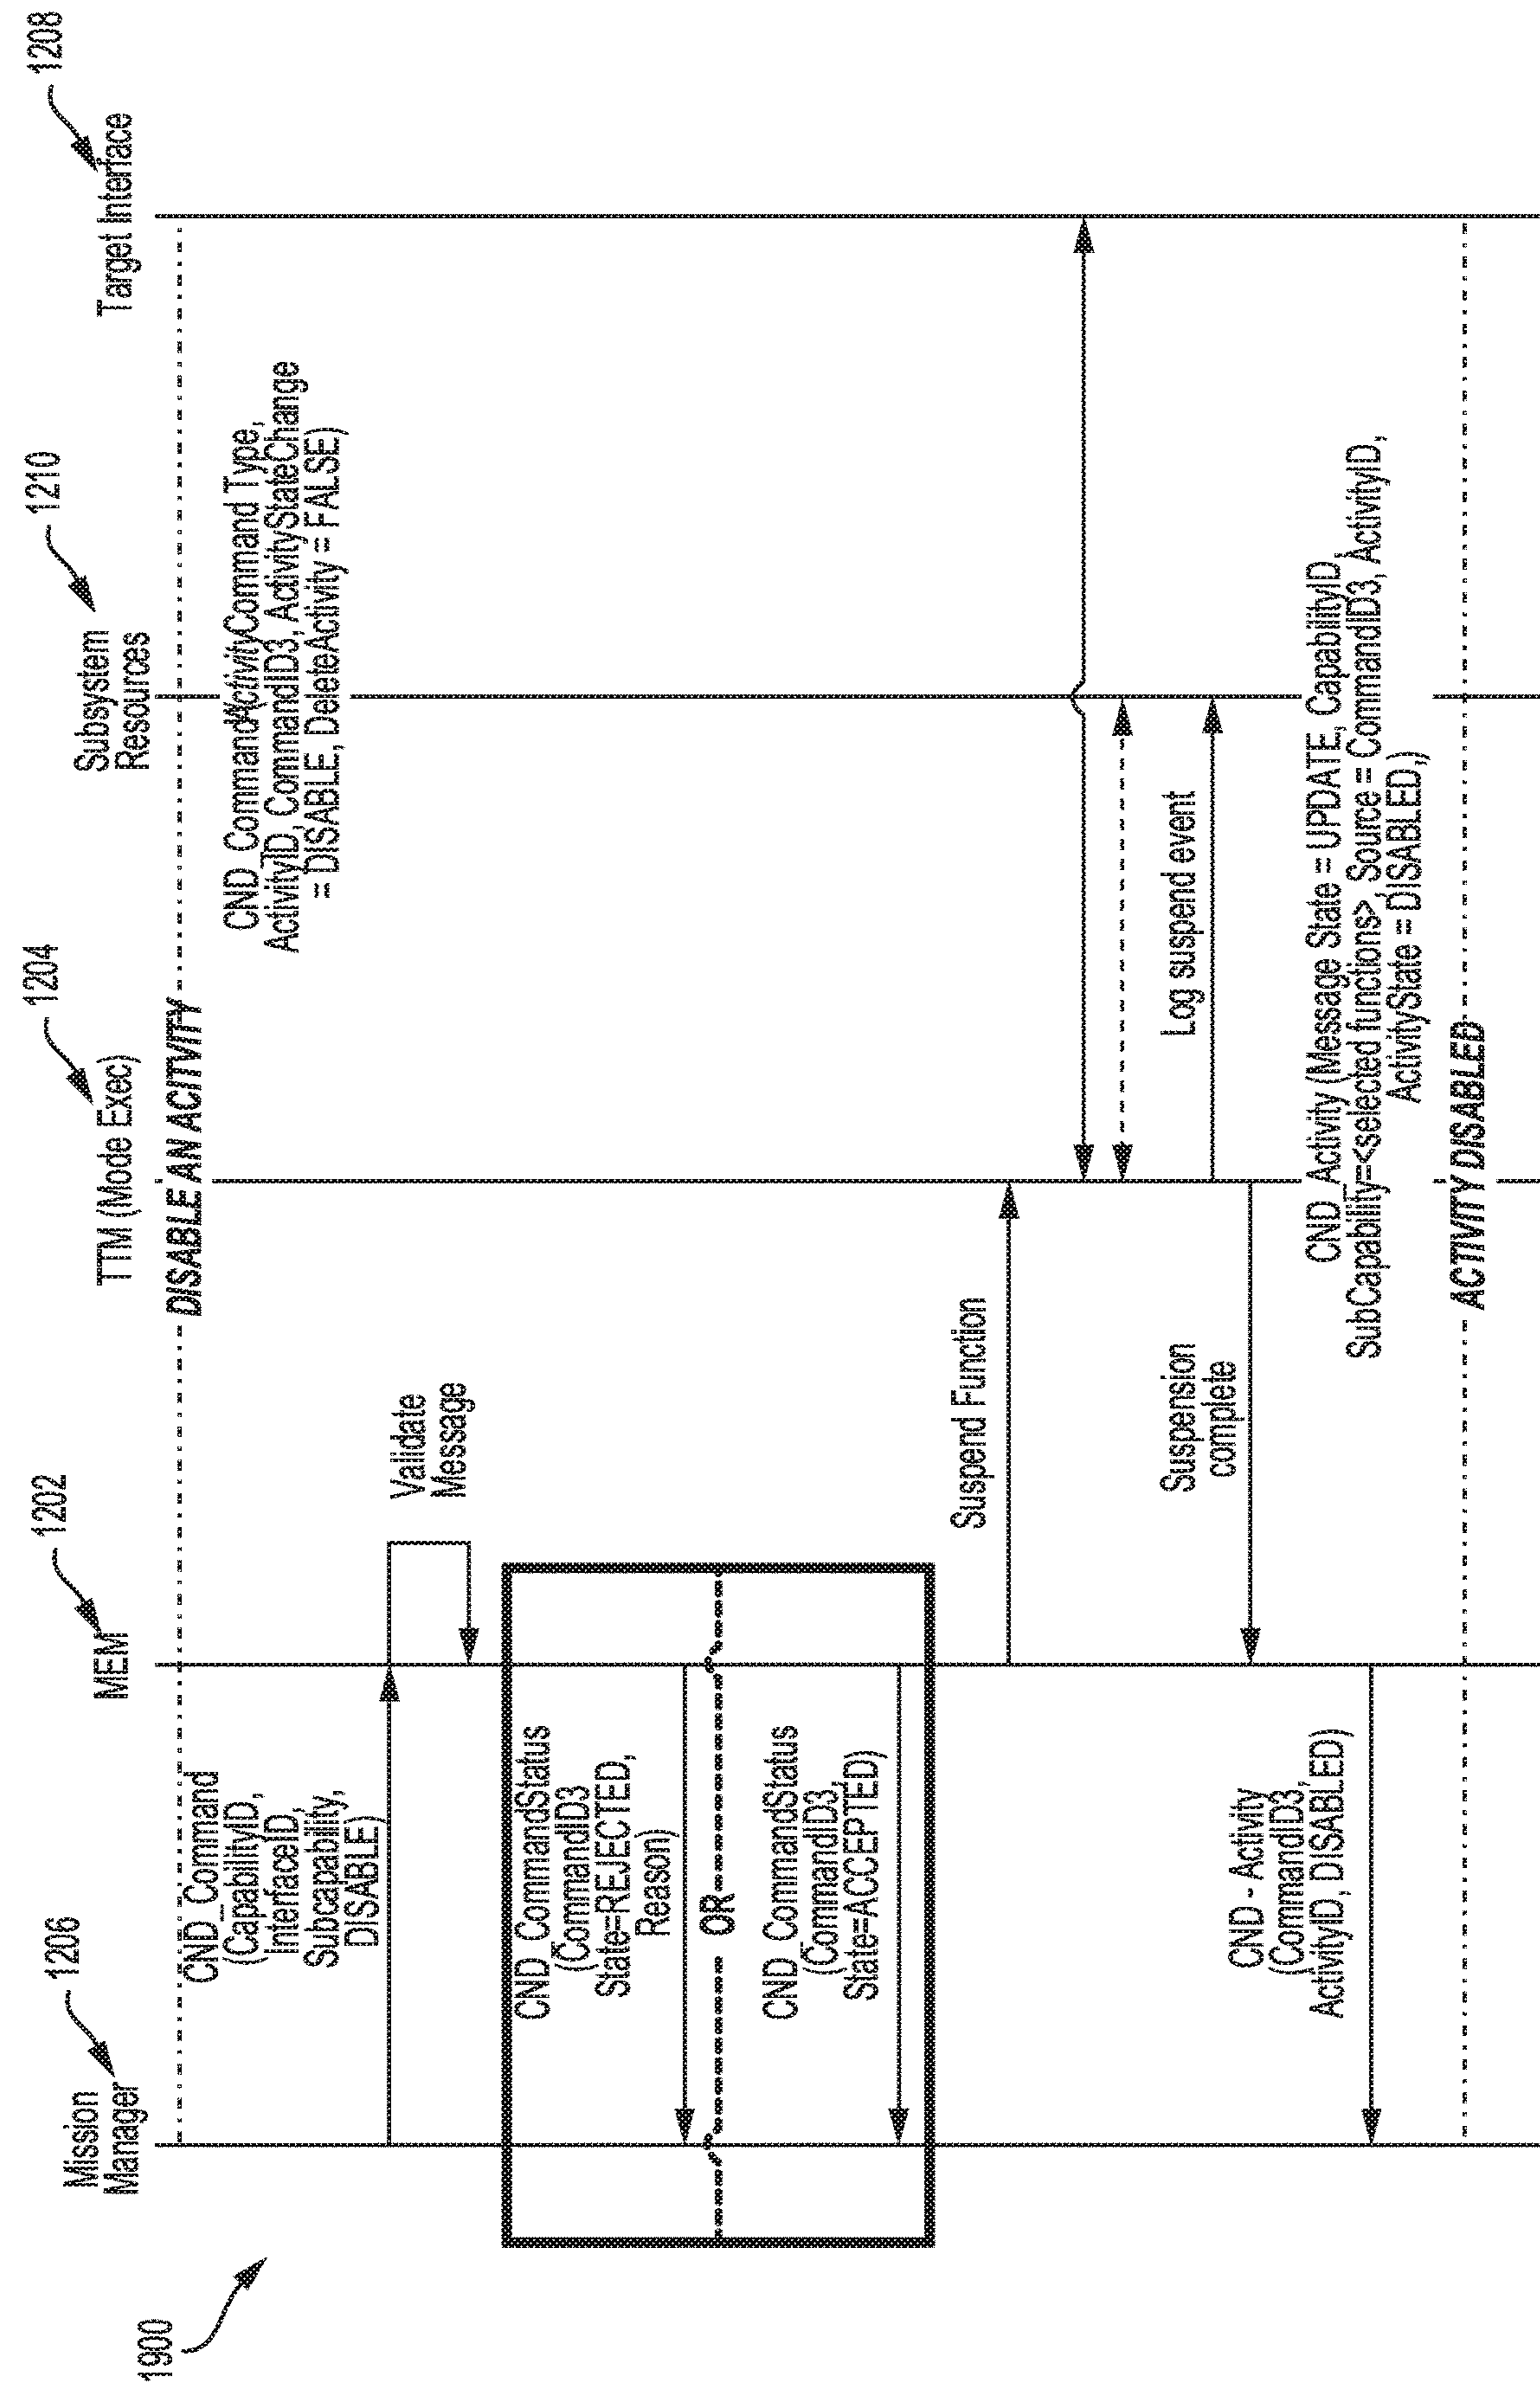 1900
Mission
Manager
1206
MEM
1202
TTM (Mode Exec)
1204
Subsystem
Resources
1210
Target Interface
1208
DISABLE AN ACITVITY
CND_Command
(CapabilityID,
InterfaceID,
Subcapability,
DISABLE)
CND_CommandActivityCommand Type,
ActivityID, CommandID3, ActivityStateChange
= DISABLE, DeleteActivity = FALSE)
Validate
Message
CND_CommandStatus
(CommandID3
State=REJECTED,
Reason)
OR
CND_CommandStatus
(CommandID3,
State=ACCEPTED)
Suspend Function
Log suspend event
Suspension
complete
CND - Activity
(CommandID3,
ActivityID, DISABLED)
CND_Activity (Message State = UPDATE, CapabilityID,
SubCapability=<selected functions>, Source = CommandID3, ActivityID,
ActivityState = DISABLED,)
ACTIVITY DISABLED